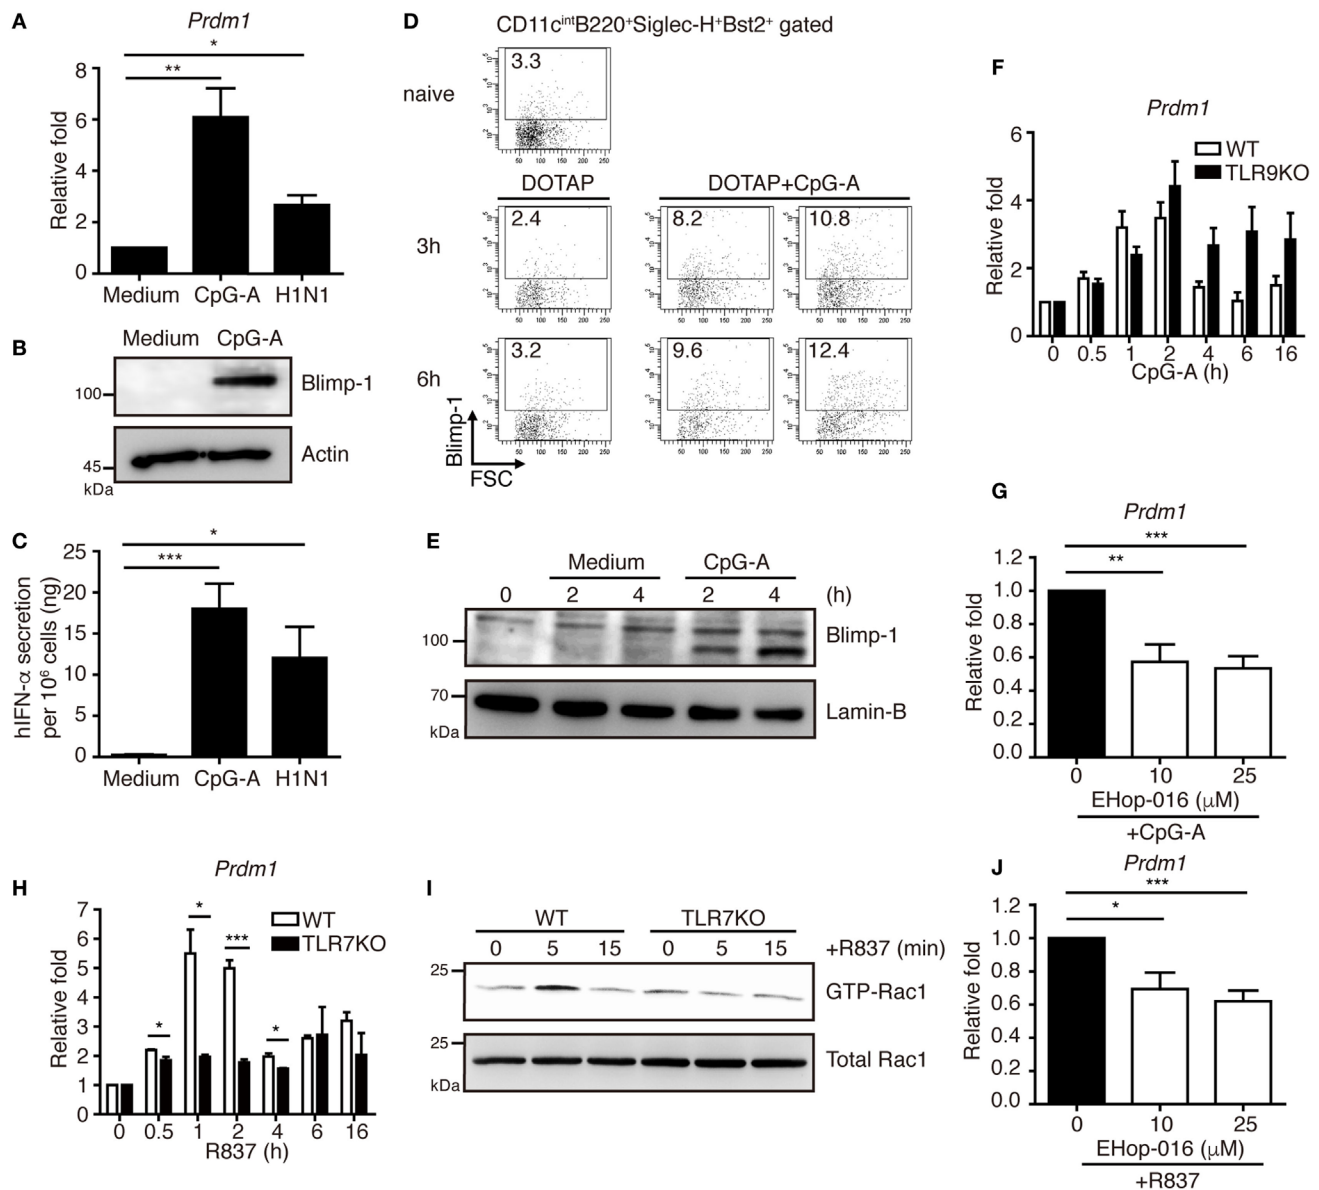 A
Prdm1
*
**
8
6
4
2
0
Relative fold
Medium CpG-A H1N1
B
Medium CpG-A
100
Blimp-1
45
Actin
kDa
C
*
***
25
20
15
10
5
0
hIFN-α secretion
per 10⁶ cells (ng)
Medium CpG-A H1N1
D
CD11cⁱⁿᵗB220⁺Siglec-H⁺Bst2⁺ gated
naive
3.3
DOTAP DOTAP+CpG-A
3h
2.4 8.2 10.8
6h
3.2 9.6 12.4
Blimp-1
FSC
E
Medium CpG-A
0 2 4 2 4 (h)
100
Blimp-1
70
Lamin-B
kDa
F
Prdm1
WT
TLR9KO
6
4
2
0
Relative fold
0 0.5 1 2 4 6 16
CpG-A (h)
G
Prdm1
***
**
1.2
1.0
0.8
0.6
0.4
0.2
0.0
Relative fold
0 10 25
EHop-016 (μM)
+CpG-A
H
Prdm1
WT
TLR7KO
7
6
5
4
3
2
1
0
Relative fold
*
*
***
*
0 0.5 1 2 4 6 16
R837 (h)
I
WT TLR7KO
0 5 15 0 5 15 +R837 (min)
25
GTP-Rac1
25
Total Rac1
kDa
J
Prdm1
***
*
1.2
1.0
0.8
0.6
0.4
0.2
0.0
Relative fold
0 10 25
EHop-016 (μM)
+R837